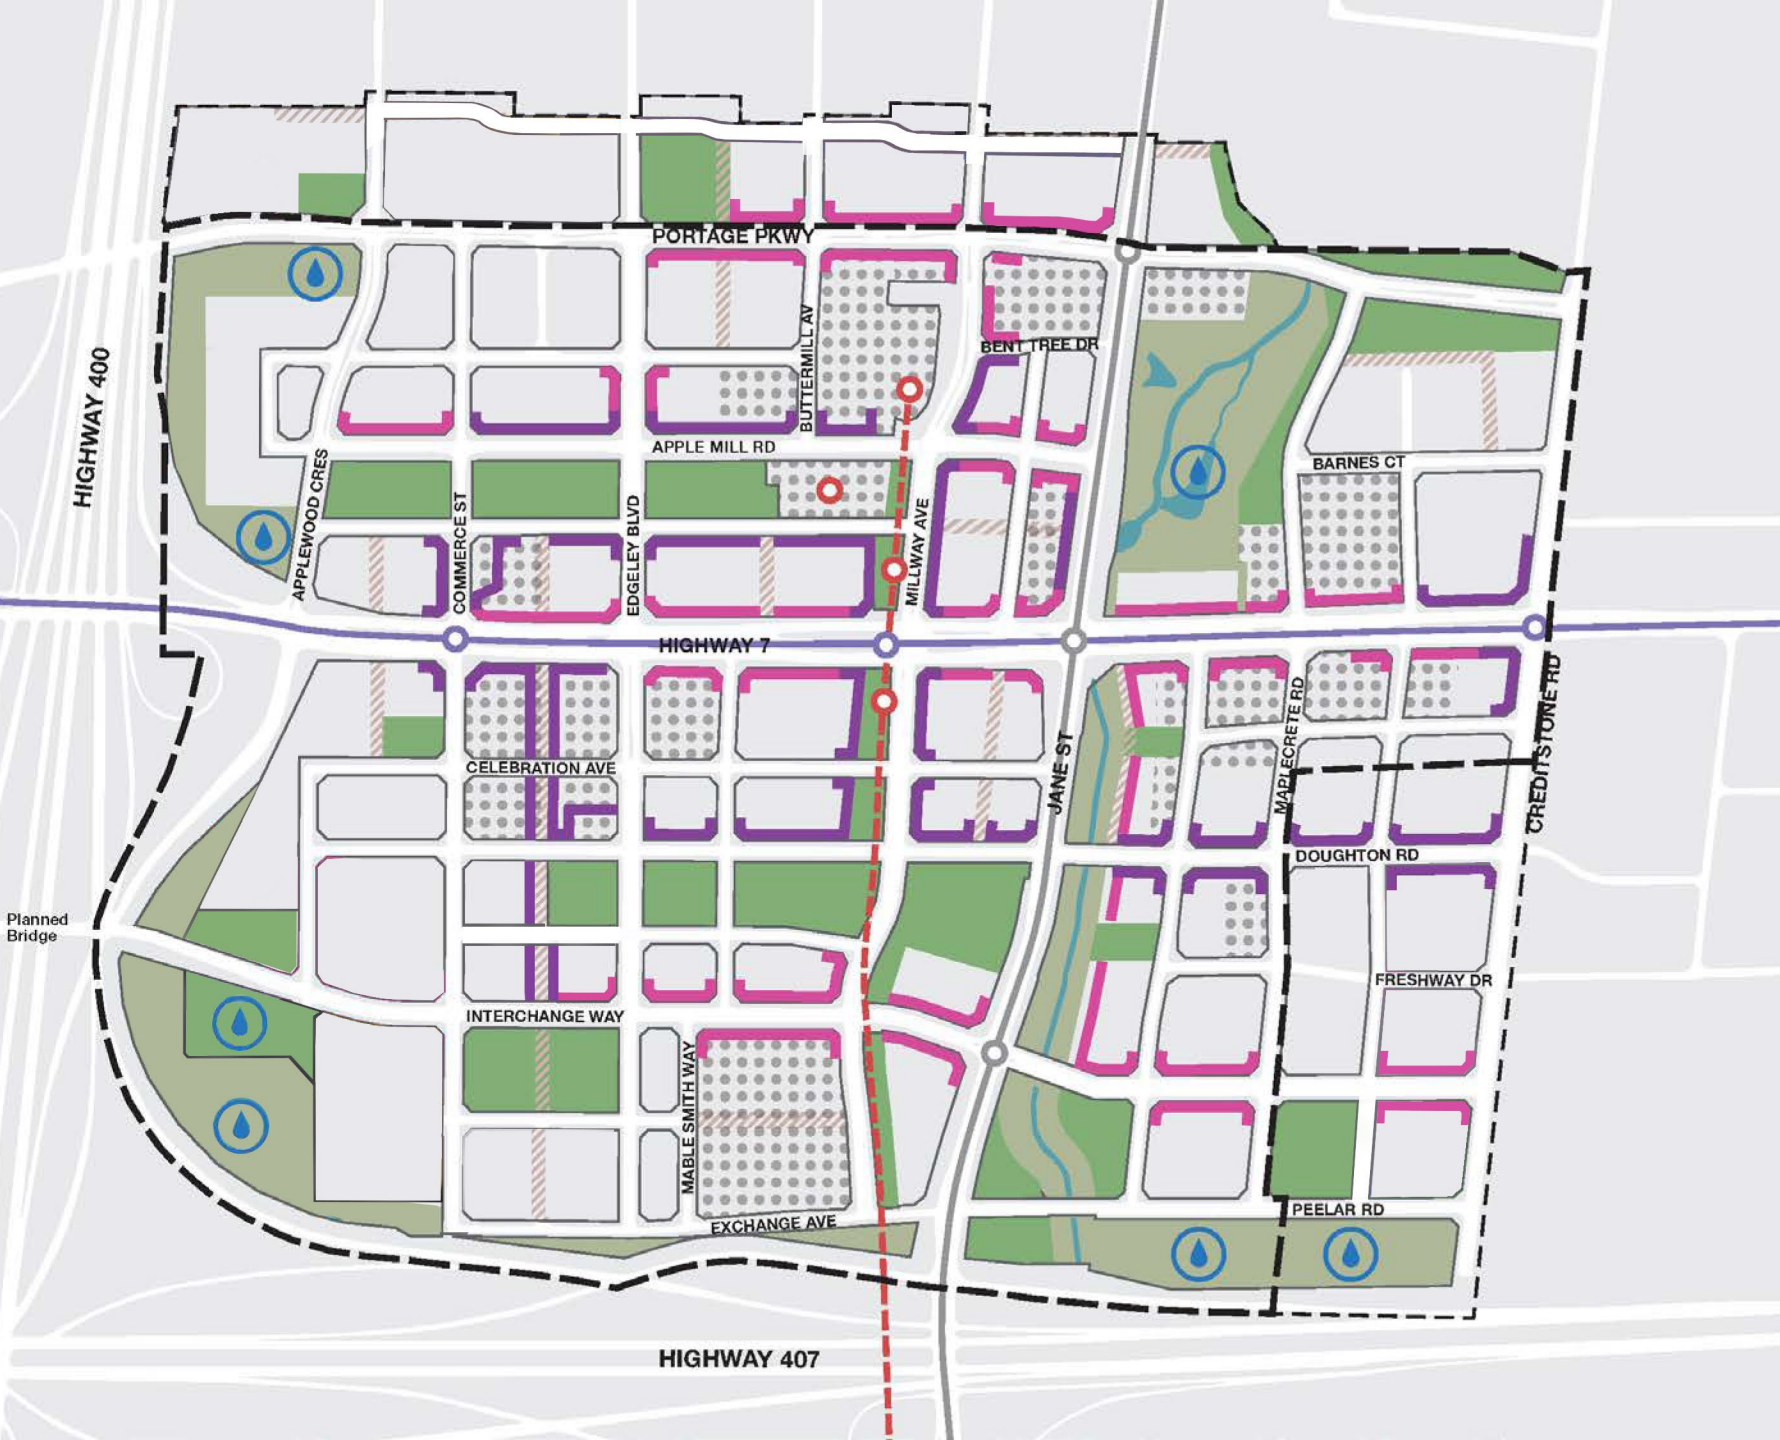 PORTAGE PKWY
BUTTERMILL AV
BENT TREE DR
HIGHWAY 400
APPLE MILL RD
BARNES CT
APPLEWOOD CRES
COMMERCE ST
EDGELEY BLVD
MILLWAY AVE
HIGHWAY 7
CELEBRATION AVE
JANE ST
MAPLECRETE RD
CREDITSTONE RD
DOUGHTON RD
Planned
Bridge
FRESHWAY DR
INTERCHANGE WAY
MABLE SMITH WAY
EXCHANGE AVE
PEELAR RD
HIGHWAY 407